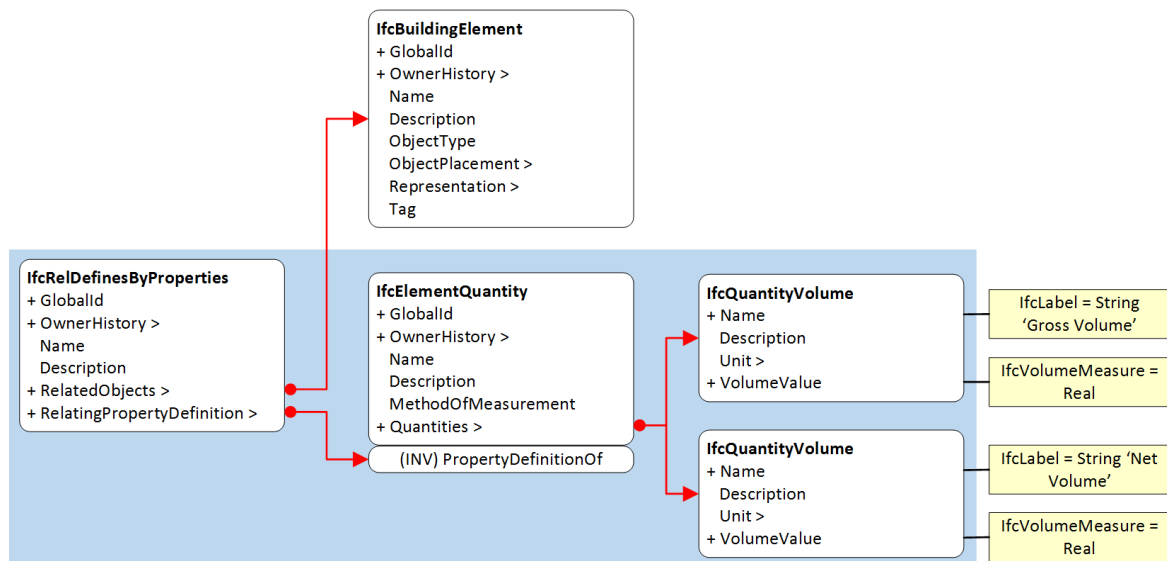 IfcBuildingElement
+ GlobalId
+ OwnerHistory >
Name
Description
ObjectType
ObjectPlacement >
Representation >
Tag
IfcRelDefinesByProperties
+ GlobalId
+ OwnerHistory >
Name
Description
+ RelatedObjects >
+ RelatingPropertyDefinition >
IfcElementQuantity
+ GlobalId
+ OwnerHistory >
Name
Description
MethodOfMeasurement
+ Quantities >
(INV) PropertyDefinitionOf
IfcQuantityVolume
+ Name
Description
Unit >
+ VolumeValue
IfcLabel = String
‘Gross Volume’
IfcVolumeMeasure =
Real
IfcQuantityVolume
+ Name
Description
Unit >
+ VolumeValue
IfcLabel = String ‘Net
Volume’
IfcVolumeMeasure =
Real